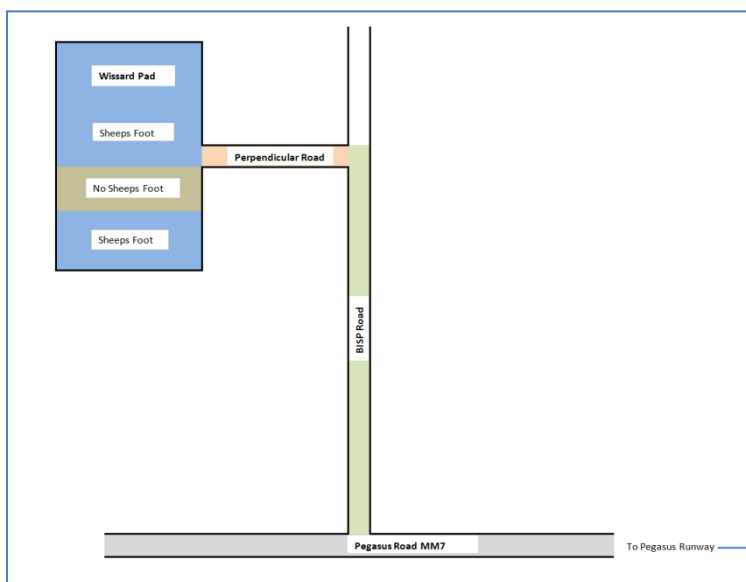 Wissard Pad
Sheeps Foot
Perpendicular Road
No Sheeps Foot
Sheeps Foot
BISP Road
Pegasus Road MM7
To Pegasus Runway